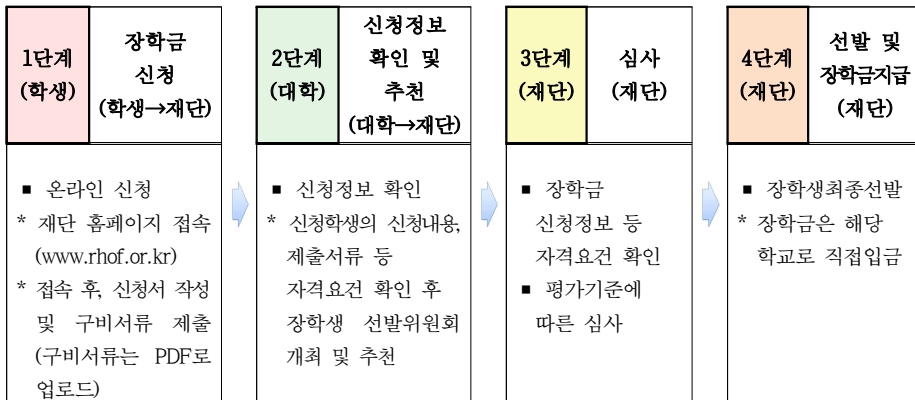 1단계
(학생)
장학금
신청
(학생→재단)
■ 온라인 신청
* 재단 홈페이지 접속
(www.rhof.or.kr)
* 접속 후, 신청서 작성
및 구비서류 제출
(구비서류는 PDF로
업로드)
2단계
(대학)
신청정보
확인 및
추천
(대학→재단)
■ 신청정보 확인
* 신청학생의 신청내용,
제출서류 등
자격요건 확인 후
장학생 선발위원회
개최 및 추천
3단계
(재단)
심사
(재단)
■ 장학금
신청정보 등
자격요건 확인
■ 평가기준에
따른 심사
4단계
(재단)
선발 및
장학금지급
(재단)
■ 장학생최종선발
* 장학금은 해당
학교로 직접입금